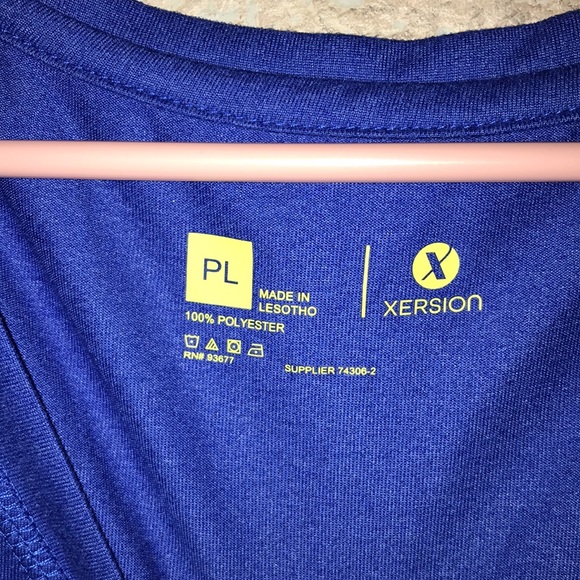 PL
MADE IN
LESOTHO
100% POLYESTER
RN# 93677
SUPPLIER 74306-2
X
XERSION